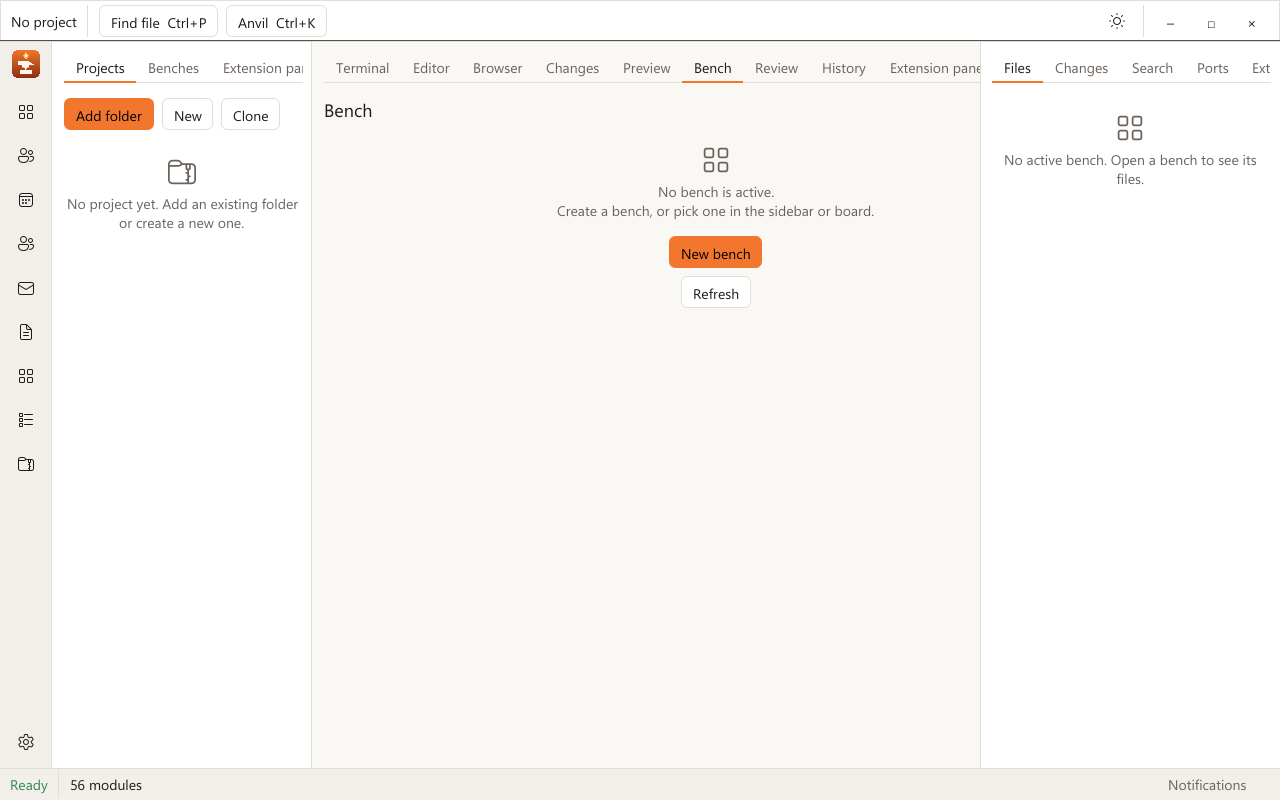 No project
Find file Ctrl+P
Anvil Ctrl+K
Projects
Benches
Extension par
Add folder
New
Clone
No project yet. Add an existing folder
or create a new one.
Terminal
Editor
Browser
Changes
Preview
Bench
Review
History
Extension pane
Bench
No bench is active.
Create a bench, or pick one in the sidebar or board.
New bench
Refresh
Files
Changes
Search
Ports
Ext
No active bench. Open a bench to see its
files.
Ready
56 modules
Notifications